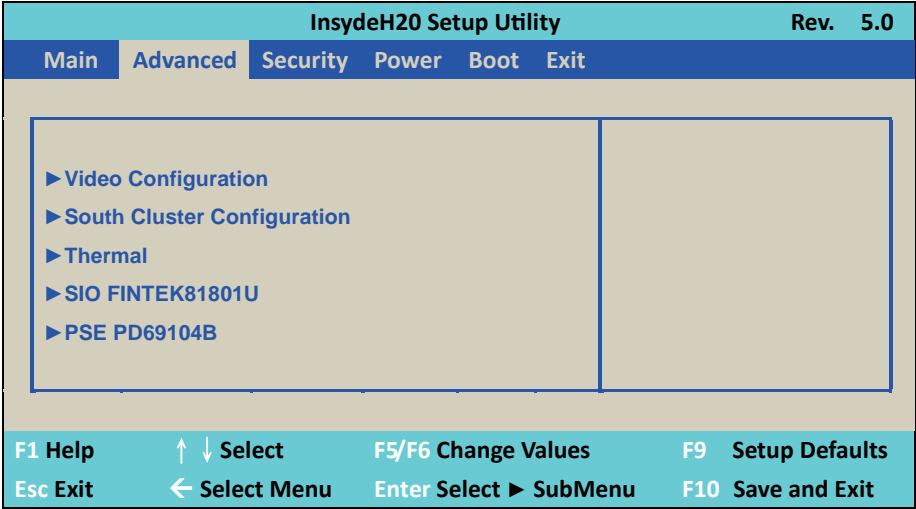 InsydeH20 Setup Utility Rev. 5.0
Main Advanced Security Power Boot Exit
►Video Configuration
►South Cluster Configuration
►Thermal
►SIO FINTEK81801U
►PSE PD69104B
F1 Help ↑↓ Select F5/F6 Change Values F9 Setup Defaults
Esc Exit ← Select Menu Enter Select ► SubMenu F10 Save and Exit